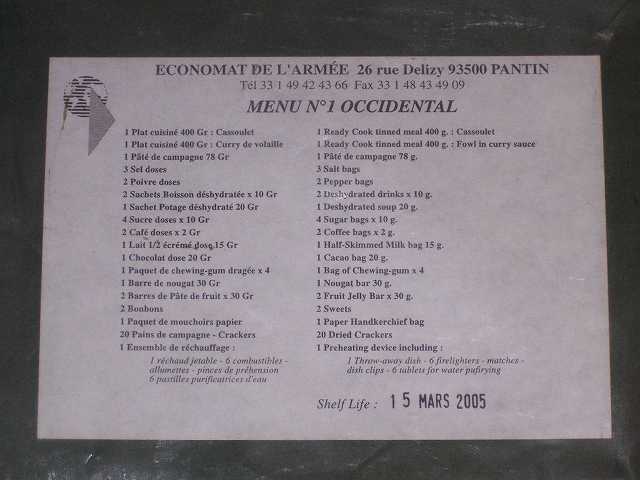 ECONOMAT DE L'ARMÉE 26 rue Delizy 93500 PANTIN
Tél 33 1 49 42 43 66 Fax 33 1 48 43 49 09
MENU N°1 OCCIDENTAL
1 Plat cuisiné 400 Gr : Cassoulet
1 Plat cuisiné 400 Gr : Curry de volaille
1 Pâté de campagne 78 Gr
3 Sel doses
2 Poivre doses
2 Sachets Boisson déshydratée x 10 Gr
1 Sachet Potage déshydraté 20 Gr
4 Sucre doses x 10 Gr
2 Café doses x 2 Gr
1 Lait 1/2 écrémé dose 15 Gr
1 Chocolat dose 20 Gr
1 Paquet de chewing-gum dragée x 4
1 Barre de nougat 30 Gr
2 Barres de Pâte de fruit x 30 Gr
2 Bonbons
1 Paquet de mouchoirs papier
20 Pains de campagne - Crackers
1 Ensemble de réchauffage :
1 réchaud jetable - 6 combustibles -
allumettes - pinces de préhension
6 pastilles purificatrices d'eau
1 Ready Cook tinned meal 400 g. : Cassoulet
1 Ready Cook tinned meal 400 g. : Fowl in curry sauce
1 Pâté de campagne 78 g.
3 Salt bags
2 Pepper bags
2 Deshydrated drinks x 10 g.
1 Deshydrated soup 20 g.
4 Sugar bags x 10 g.
2 Coffee bags x 2 g.
1 Half-Skimmed Milk bag 15 g.
1 Cacao bag 20 g.
1 Bag of Chewing-gum x 4
1 Nougat bar 30 g.
2 Fruit Jelly Bar x 30 g.
2 Sweets
1 Paper Handkerchief bag
20 Dried Crackers
1 Preheating device including :
1 Throw-away dish - 6 firelighters - matches -
dish clips - 6 tablets for water pufirying
Shelf Life : 15 MARS 2005